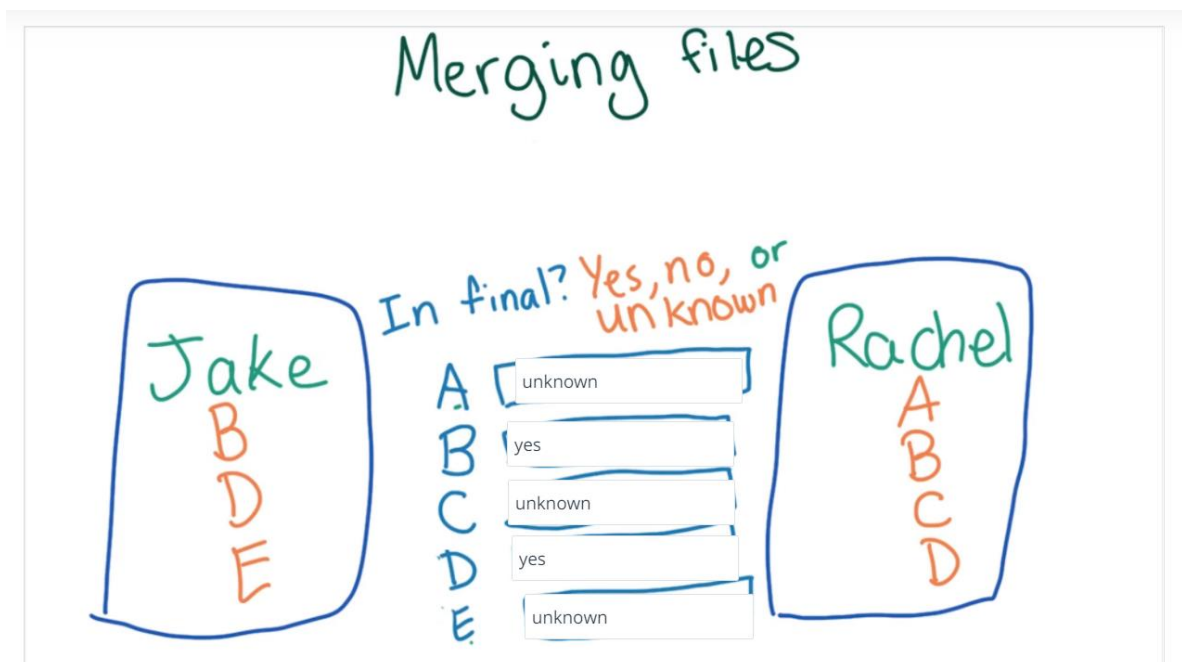 Merging files
In final? Yes, no, or
unknown
Jake
B
D
E
A unknown
B yes
C unknown
D yes
E unknown
Rachel
A
B
C
D